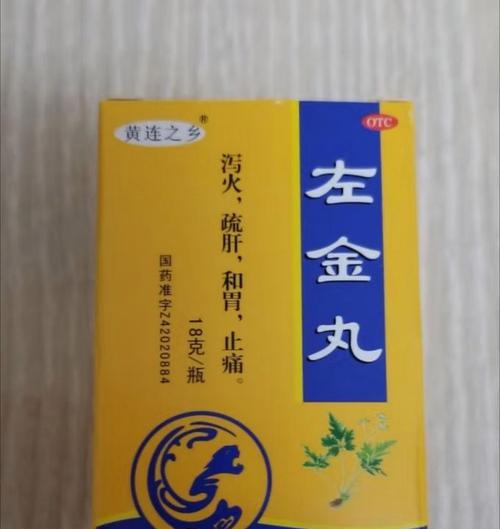 黄连之乡®
OTC
左金丸
泻火，疏肝，和胃，止痛。
国药准字Z42020884
18克/瓶